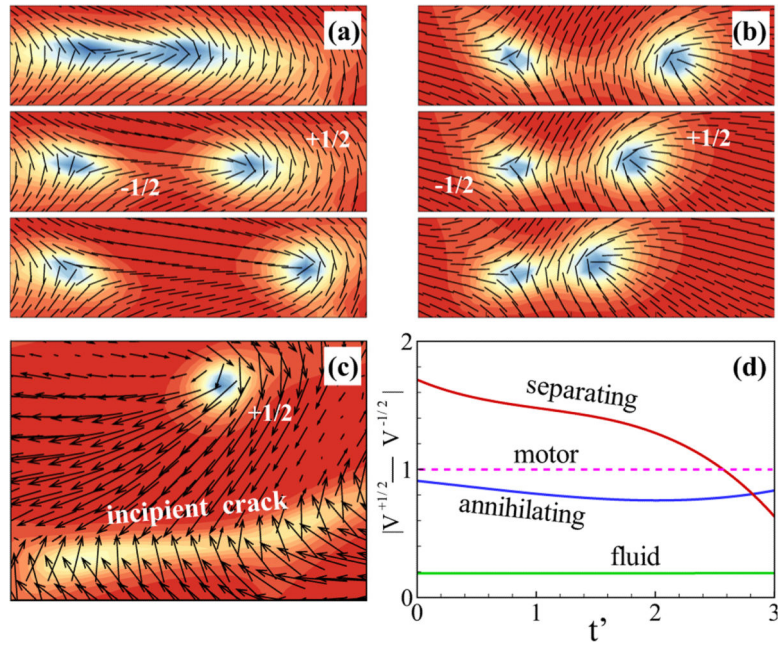 (a)
+1/2
-1/2
(b)
+1/2
-1/2
(c)
+1/2
incipient crack
(d)
|V^{+1/2} — V^{-1/2}|
2
1
0
separating
motor
annihilating
fluid
0 1 2 3
t’